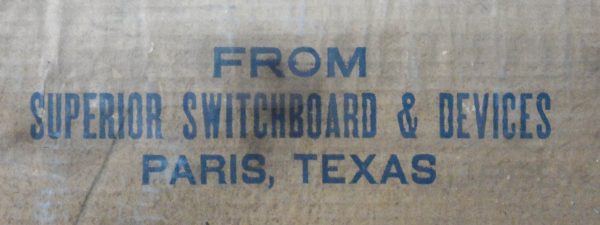 FROM
SUPERIOR SWITCHBOARD & DEVICES
PARIS, TEXAS